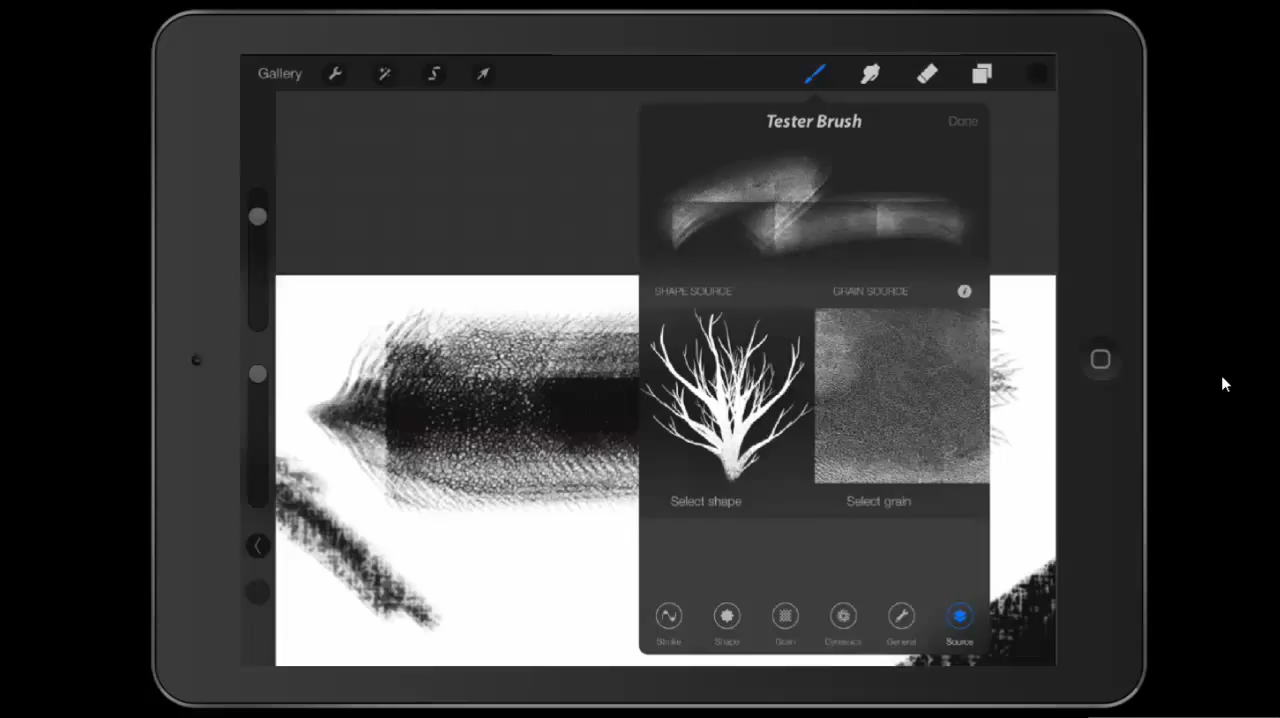 Gallery
Tester Brush
Done
SHAPE SOURCE
GRAIN SOURCE
i
Select shape
Select grain
Stroke
Shape
Grain
Dynamics
General
Source